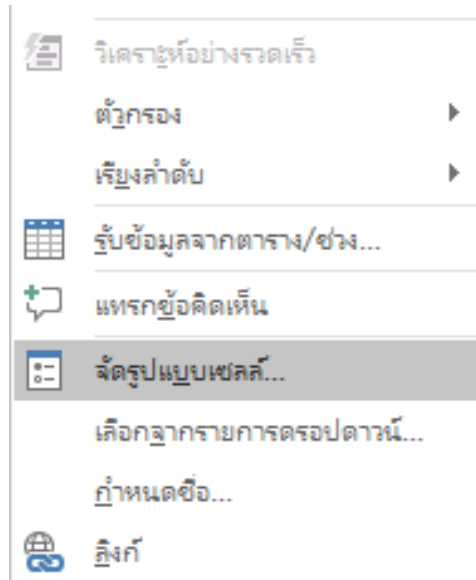 วิเคราะห์อย่างรวดเร็ว
ตัวกรอง
เรียงลำดับ
รับข้อมูลจากตาราง/ช่วง...
แทรกข้อคิดเห็น
จัดรูปแบบเซลล์...
เลือกจากรายการดรอปดาวน์...
กำหนดชื่อ...
ลิงก์